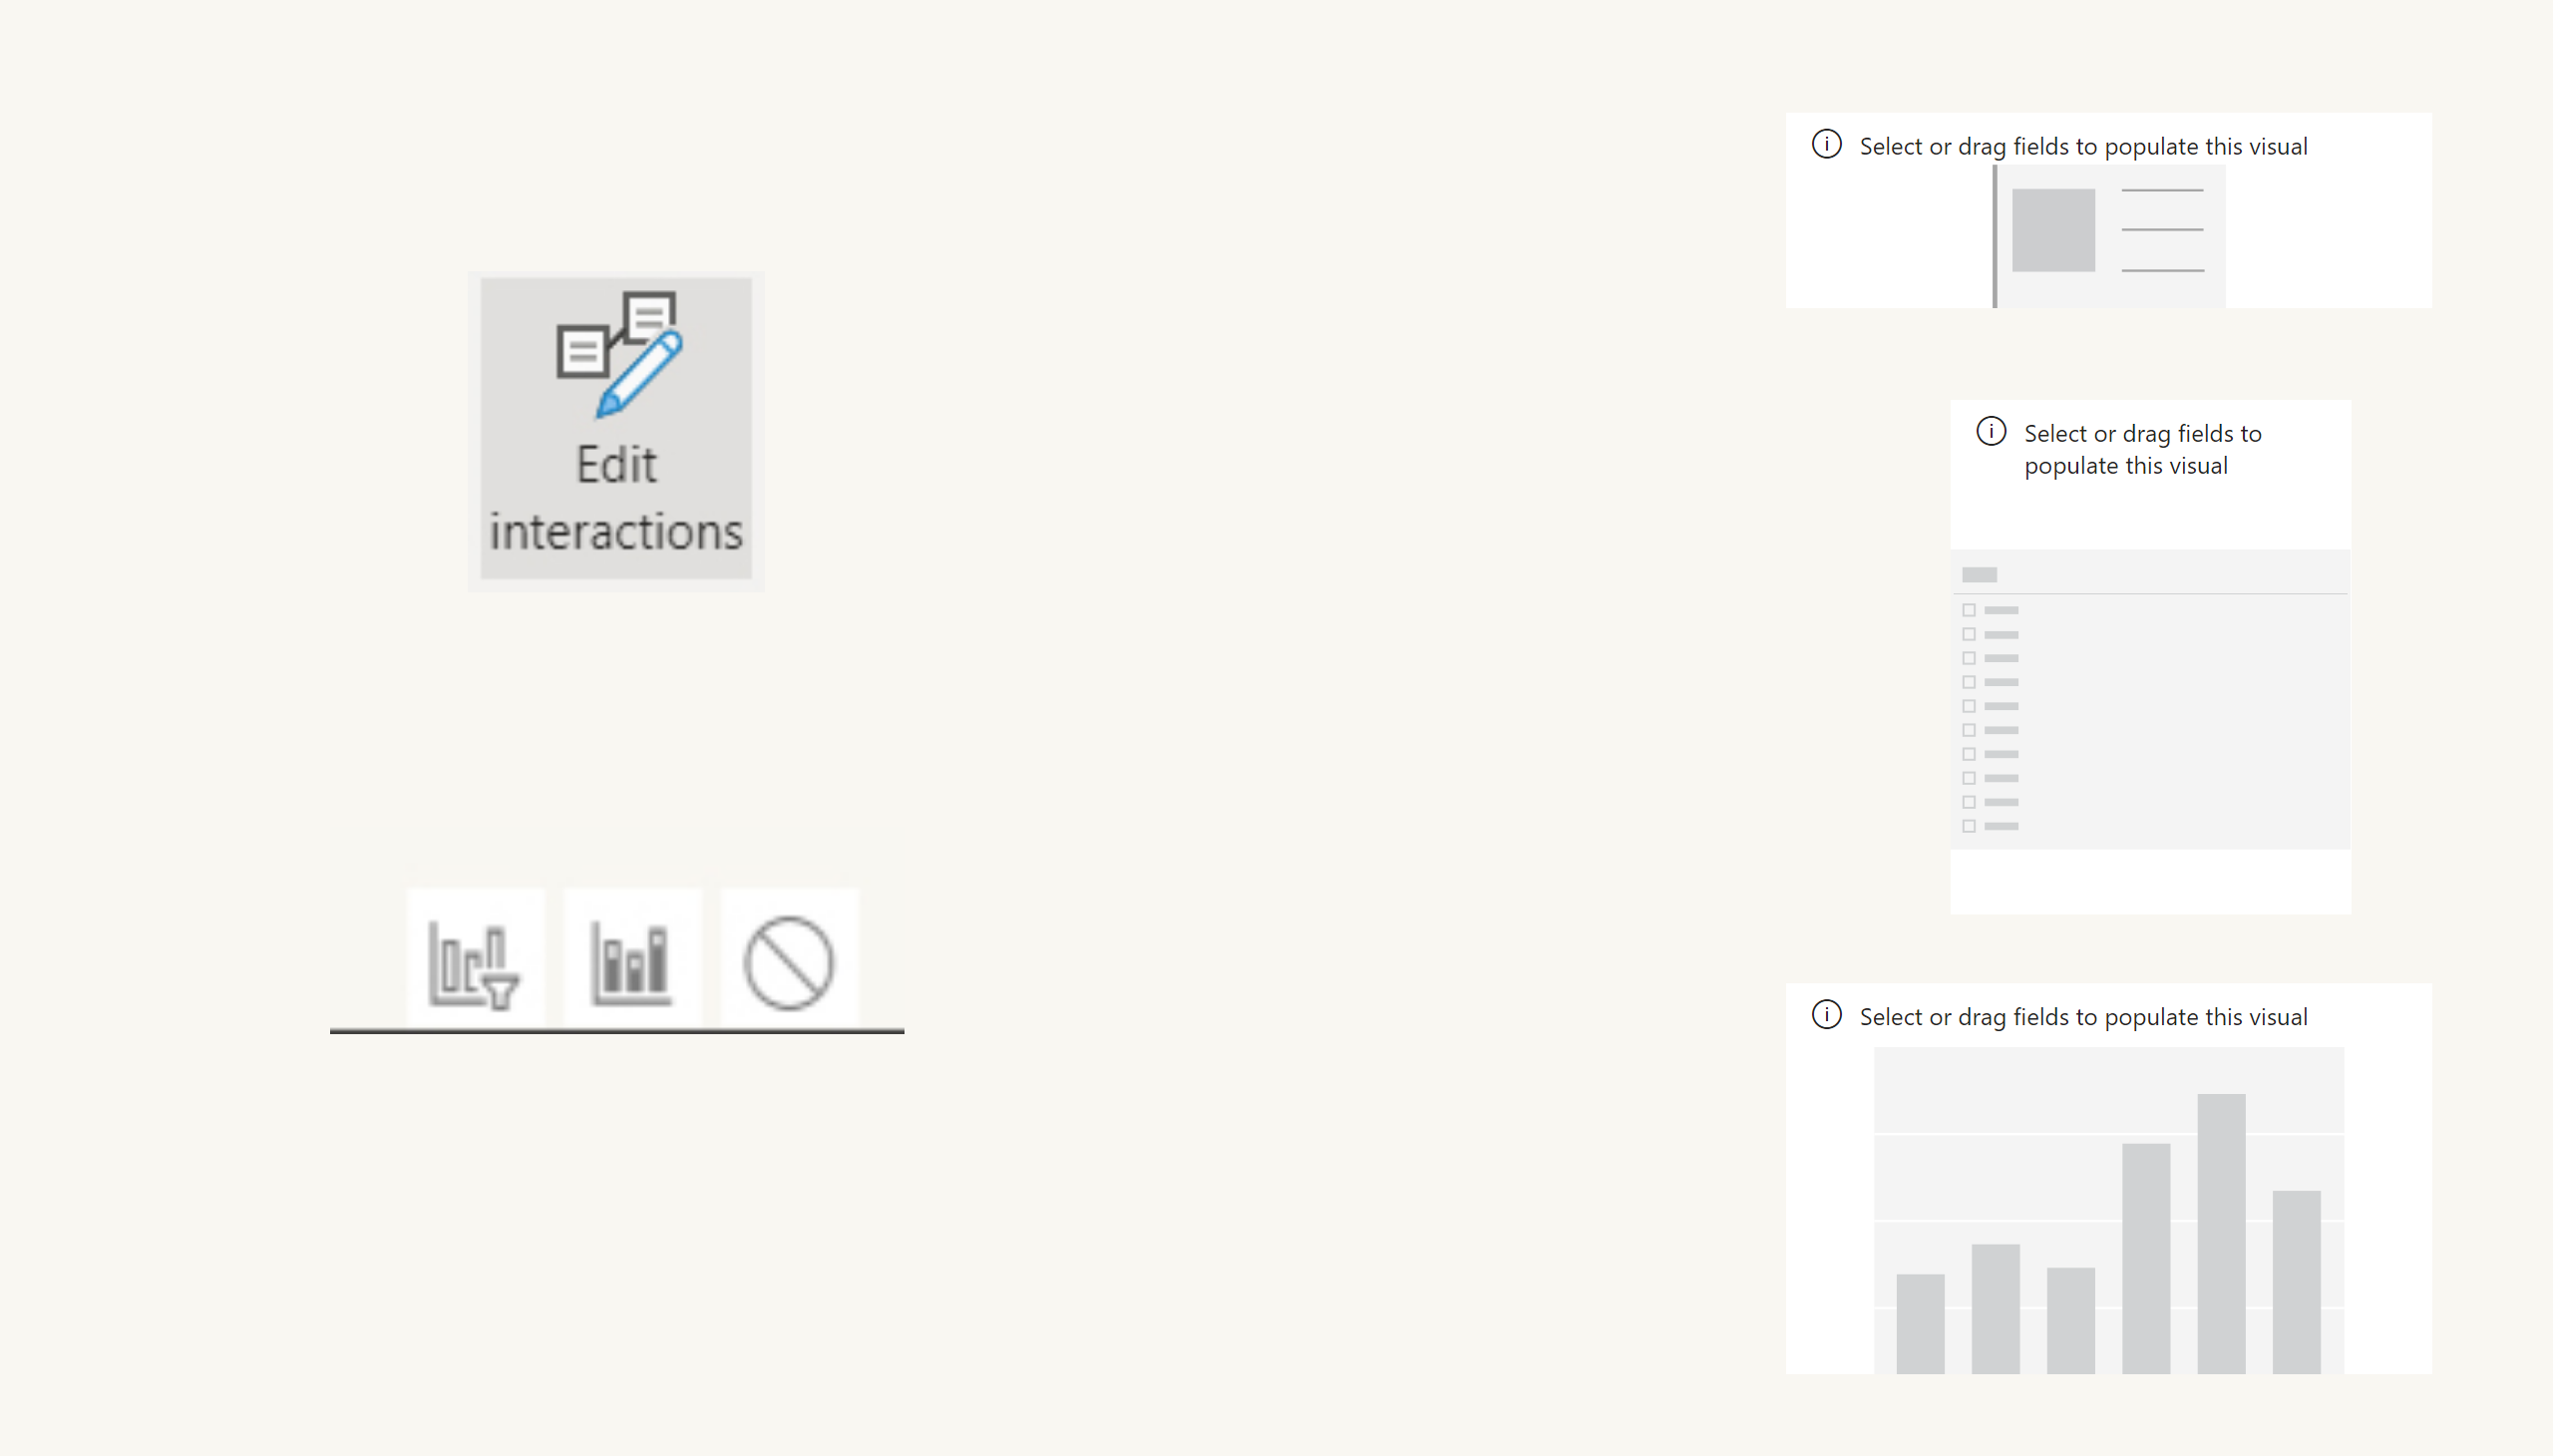 Edit
interactions
Select or drag fields to populate this visual
Select or drag fields to
populate this visual
Select or drag fields to populate this visual